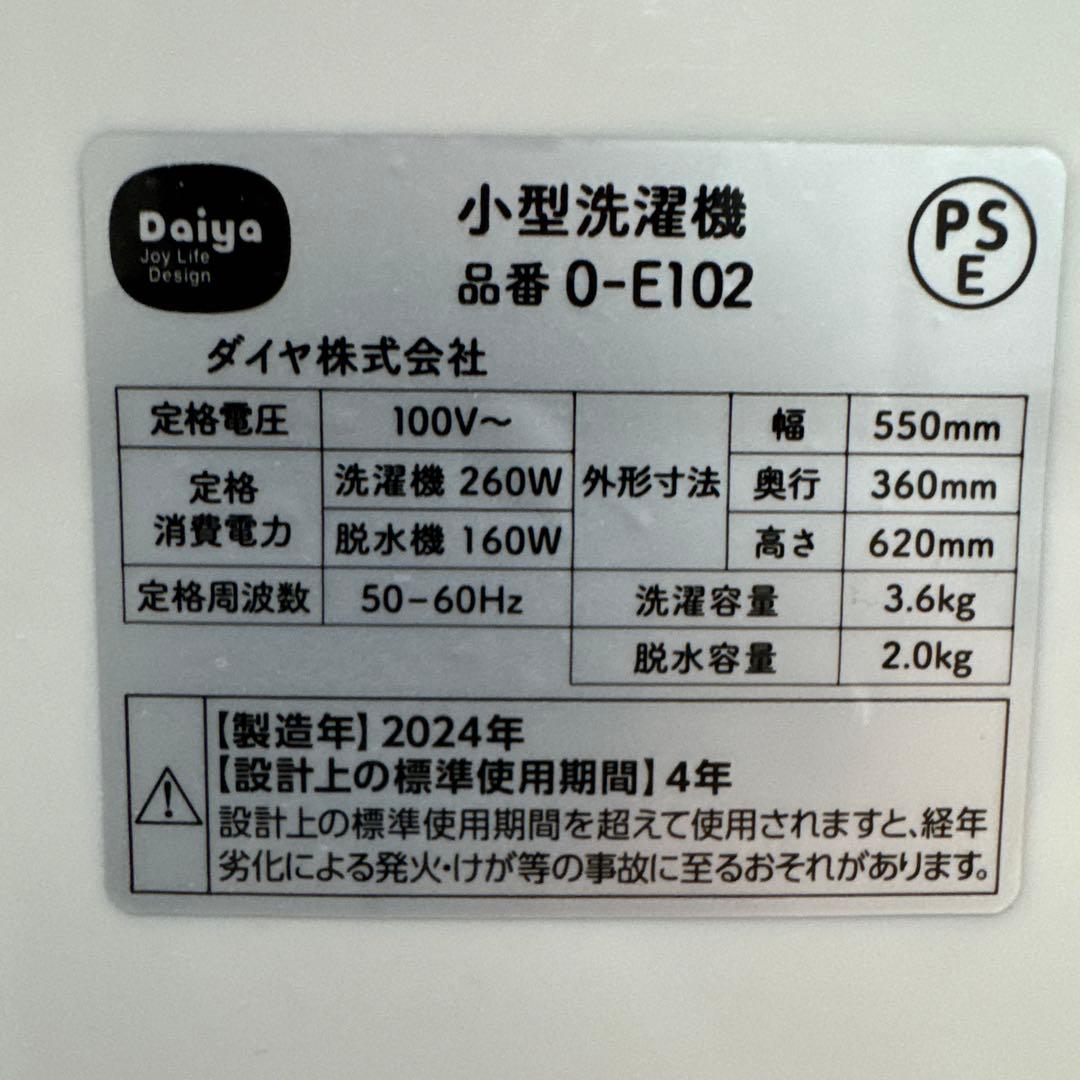 Daiya
Joy Life
Design
小型洗濯機
品番 0-E102
PS
E
ダイヤ株式会社
定格電圧 100V〜
定格
消費電力
洗濯機 260W
脱水機 160W
定格周波数 50-60Hz
外形寸法
幅 550mm
奥行 360mm
高さ 620mm
洗濯容量 3.6kg
脱水容量 2.0kg
【製造年】2024年
【設計上の標準使用期間】4年
設計上の標準使用期間を超えて使用されますと、経年
劣化による発火・けが等の事故に至るおそれがあります。